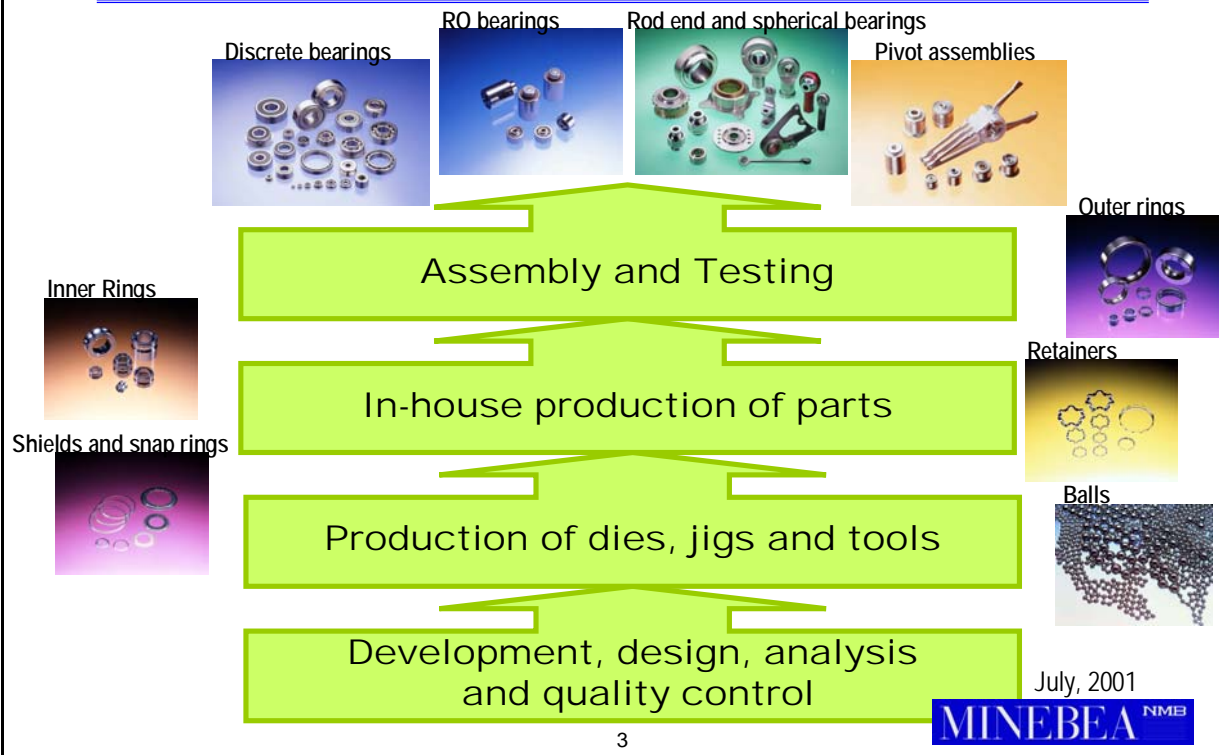 RO bearings
Rod end and spherical bearings
Discrete bearings
Pivot assemblies
Outer rings
Assembly and Testing
Inner Rings
Retainers
In-house production of parts
Shields and snap rings
Balls
Production of dies, jigs and tools
Development, design, analysis
and quality control
July, 2001
MINEBEA NMB
3